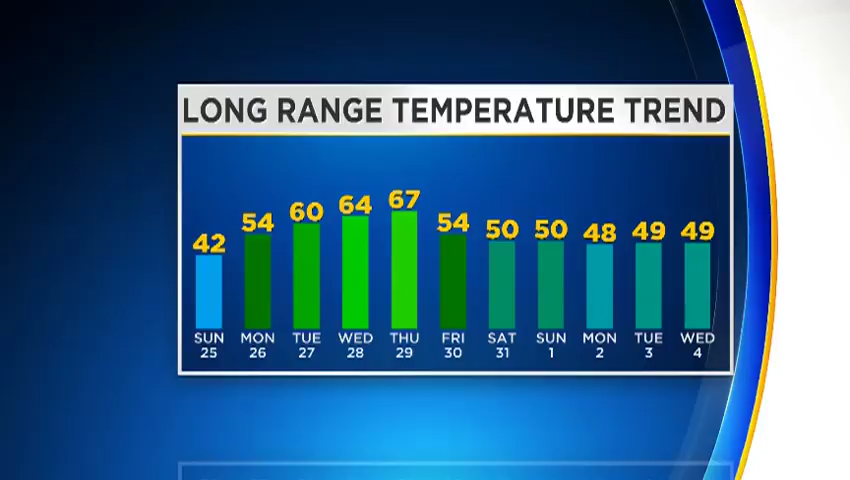 LONG RANGE TEMPERATURE TREND
42 54 60 64 67 54 50 50 48 49 49
SUN MON TUE WED THU FRI SAT SUN MON TUE WED
25 26 27 28 29 30 31 1 2 3 4